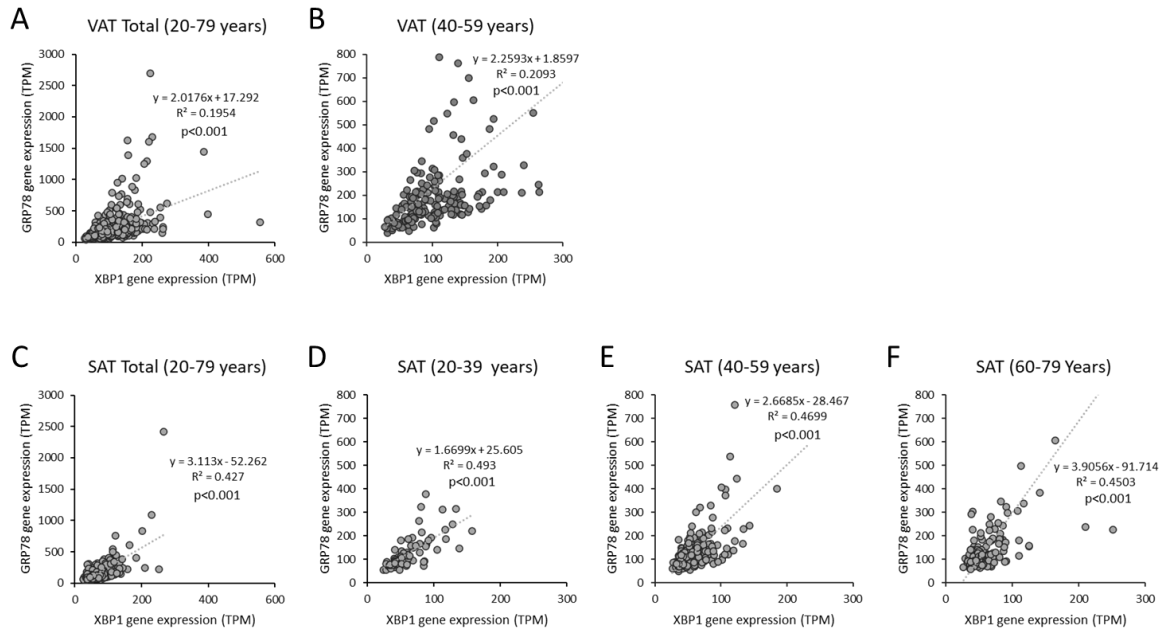 A
VAT Total (20-79 years)
GRP78 gene expression (TPM)
3000
2500
2000
1500
1000
500
0
y = 2.0176x + 17.292
R² = 0.1954
p<0.001
0
200
400
600
XBP1 gene expression (TPM)
B
VAT (40-59 years)
GRP78 gene expression (TPM)
800
700
600
500
400
300
200
100
0
y = 2.2593x + 1.8597
R² = 0.2093
p<0.001
0
100
200
300
XBP1 gene expression (TPM)
C
SAT Total (20-79 years)
GRP78 gene expression (TPM)
3000
2500
2000
1500
1000
500
0
y = 3.113x - 52.262
R² = 0.427
p<0.001
0
200
400
600
XBP1 gene expression (TPM)
D
SAT (20-39 years)
GRP78 gene expression (TPM)
800
700
600
500
400
300
200
100
0
y = 1.6699x + 25.605
R² = 0.493
p<0.001
0
100
200
300
XBP1 gene expression (TPM)
E
SAT (40-59 years)
GRP78 gene expression (TPM)
800
700
600
500
400
300
200
100
0
y = 2.6685x - 28.467
R² = 0.4699
p<0.001
0
100
200
300
XBP1 gene expression (TPM)
F
SAT (60-79 Years)
GRP78 gene expression (TPM)
800
700
600
500
400
300
200
100
0
y = 3.9056x - 91.714
R² = 0.4503
p<0.001
0
100
200
300
XBP1 gene expression (TPM)